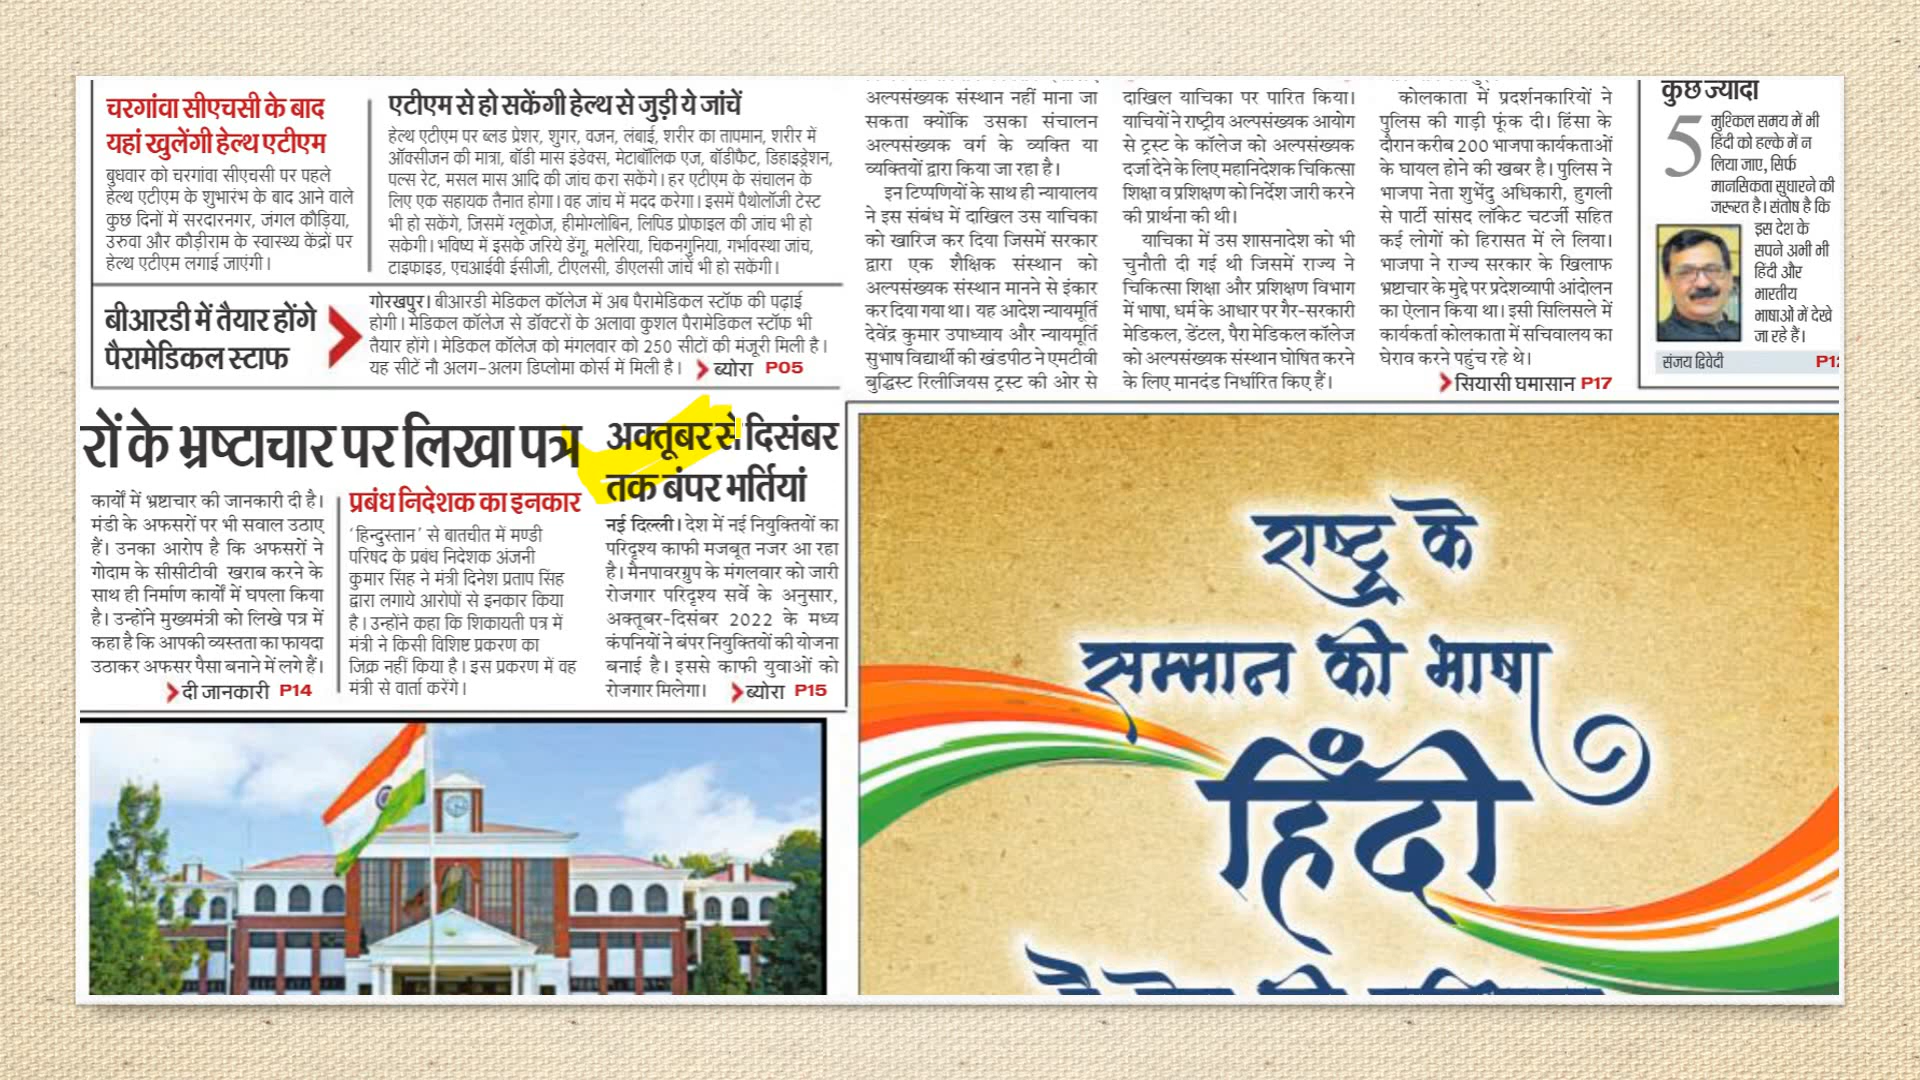 चरगांवा सीएचसी के बाद
यहां खुलेंगी हेल्थ एटीएम
बुधवार को चरगांवा सीएचसी पर पहले
हेल्थ एटीएम के शुभारंभ के बाद आने वाले
कुछ दिनों में सरदारनगर, जंगल कौड़िया,
उरुवा और कौड़ीराम के स्वास्थ्य केंद्रों पर
हेल्थ एटीएम लगाई जाएंगी।
एटीएम से हो सकेंगी हेल्थ से जुड़ी ये जांचें
हेल्थ एटीएम पर ब्लड प्रेशर, शुगर, वजन, लंबाई, शरीर का तापमान, शरीर में
ऑक्सीजन की मात्रा, बॉडी मास इंडेक्स, मेटाबॉलिक एज, बॉडीफैट, डिहाइड्रेशन,
पल्स रेट, मसल मास आदि की जांच करा सकेंगे। हर एटीएम के संचालन के
लिए एक सहायक तैनात होगा। वह जांच में मदद करेगा। इसमें पैथोलॉजी टेस्ट
भी हो सकेंगे, जिसमें ग्लूकोज, हीमोग्लोबिन, लिपिड प्रोफाइल की जांच भी हो
सकेगी। भविष्य में इसके जरिये डेंगू, मलेरिया, चिकनगुनिया, गर्भावस्था जांच,
टाइफाइड, एचआईवी ईसीजी, टीएलसी, डीएलसी जांचें भी हो सकेंगी।
बीआरडी में तैयार होंगे
पैरामेडिकल स्टाफ
गोरखपुर। बीआरडी मेडिकल कॉलेज में अब पैरामेडिकल स्टॉफ की पढ़ाई
होगी। मेडिकल कॉलेज से डॉक्टरों के अलावा कुशल पैरामेडिकल स्टॉफ भी
तैयार होंगे। मेडिकल कॉलेज को मंगलवार को 250 सीटों की मंजूरी मिली है।
यह सीटें नौ अलग-अलग डिप्लोमा कोर्स में मिली है। ब्योरा P05
अल्पसंख्यक संस्थान नहीं माना जा
सकता क्योंकि उसका संचालन
अल्पसंख्यक वर्ग के व्यक्ति या
व्यक्तियों द्वारा किया जा रहा है।
इन टिप्पणियों के साथ ही न्यायालय
ने इस संबंध में दाखिल उस याचिका
को खारिज कर दिया जिसमें सरकार
द्वारा एक शैक्षिक संस्थान को
अल्पसंख्यक संस्थान मानने से इंकार
कर दिया गया था। यह आदेश न्यायमूर्ति
देवेंद्र कुमार उपाध्याय और न्यायमूर्ति
सुभाष विद्यार्थी की खंडपीठ ने एमटीवी
बुद्धिस्ट रिलीजियस ट्रस्ट की ओर से
दाखिल याचिका पर पारित किया।
याचियों ने राष्ट्रीय अल्पसंख्यक आयोग
से ट्रस्ट के कॉलेज को अल्पसंख्यक
दर्जा देने के लिए महानिदेशक चिकित्सा
शिक्षा व प्रशिक्षण को निर्देश जारी करने
की प्रार्थना की थी।
याचिका में उस शासनादेश को भी
चुनौती दी गई थी जिसमें राज्य ने
चिकित्सा शिक्षा और प्रशिक्षण विभाग
में भाषा, धर्म के आधार पर गैर-सरकारी
मेडिकल, डेंटल, पैरा मेडिकल कॉलेज
को अल्पसंख्यक संस्थान घोषित करने
के लिए मानदंड निर्धारित किए हैं।
कोलकाता में प्रदर्शनकारियों ने
पुलिस की गाड़ी फूंक दी। हिंसा के
दौरान करीब 200 भाजपा कार्यकताओं
के घायल होने की खबर है। पुलिस ने
भाजपा नेता शुभेंदु अधिकारी, हुगली
से पार्टी सांसद लॉकेट चटर्जी सहित
कई लोगों को हिरासत में ले लिया।
भाजपा ने राज्य सरकार के खिलाफ
भ्रष्टाचार के मुद्दे पर प्रदेशव्यापी आंदोलन
का ऐलान किया था। इसी सिलिसले में
कार्यकर्ता कोलकाता में सचिवालय का
घेराव करने पहुंच रहे थे।
सियासी घमासान P17
कुछ ज्यादा
5 मुश्किल समय में भी
हिंदी को हल्के में न
लिया जाए, सिर्फ
मानसिकता सुधारने की
जरूरत है। संतोष है कि
इस देश के
सपने अभी भी
हिंदी और
भारतीय
भाषाओं में देखे
जा रहे हैं।
संजय द्विवेदी
रों के भ्रष्टाचार पर लिखा पत्र
कार्यों में भ्रष्टाचार की जानकारी दी है।
मंडी के अफसरों पर भी सवाल उठाए
हैं। उनका आरोप है कि अफसरों ने
गोदाम के सीसीटीवी खराब करने के
साथ ही निर्माण कार्यों में घपला किया
है। उन्होंने मुख्यमंत्री को लिखे पत्र में
कहा है कि आपकी व्यस्तता का फायदा
उठाकर अफसर पैसा बनाने में लगे हैं।
दी जानकारी P14
प्रबंध निदेशक का इनकार
'हिन्दुस्तान' से बातचीत में मण्डी
परिषद के प्रबंध निदेशक अंजनी
कुमार सिंह ने मंत्री दिनेश प्रताप सिंह
द्वारा लगाये आरोपों से इनकार किया
है। उन्होंने कहा कि शिकायती पत्र में
मंत्री ने किसी विशिष्ट प्रकरण का
जिक्र नहीं किया है। इस प्रकरण में वह
मंत्री से वार्ता करेंगे।
अक्तूबर से दिसंबर
तक बंपर भर्तियां
नई दिल्ली। देश में नई नियुक्तियों का
परिदृश्य काफी मजबूत नजर आ रहा
है। मैनपावरग्रुप के मंगलवार को जारी
रोजगार परिदृश्य सर्वे के अनुसार,
अक्तूबर-दिसंबर 2022 के मध्य
कंपनियों ने बंपर नियुक्तियों की योजना
बनाई है। इससे काफी युवाओं को
रोजगार मिलेगा। ब्योरा P15
राष्ट्र के
सम्मान की भाषा
हिंदी